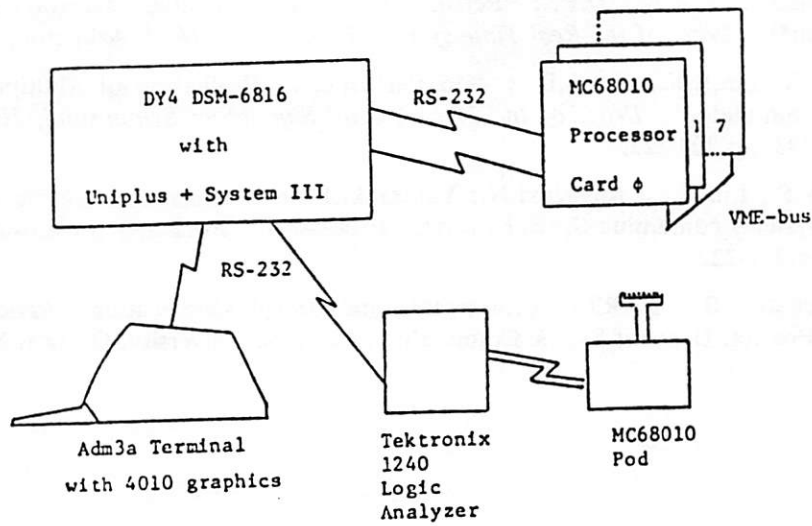 DY4 DSM-6816
with
Uniplus + System III
RS-232
MC68010
Processor
Card ϕ
1
7
VME-bus
RS-232
Adm3a Terminal
with 4010 graphics
Tektronix
1240
Logic
Analyzer
MC68010
Pod